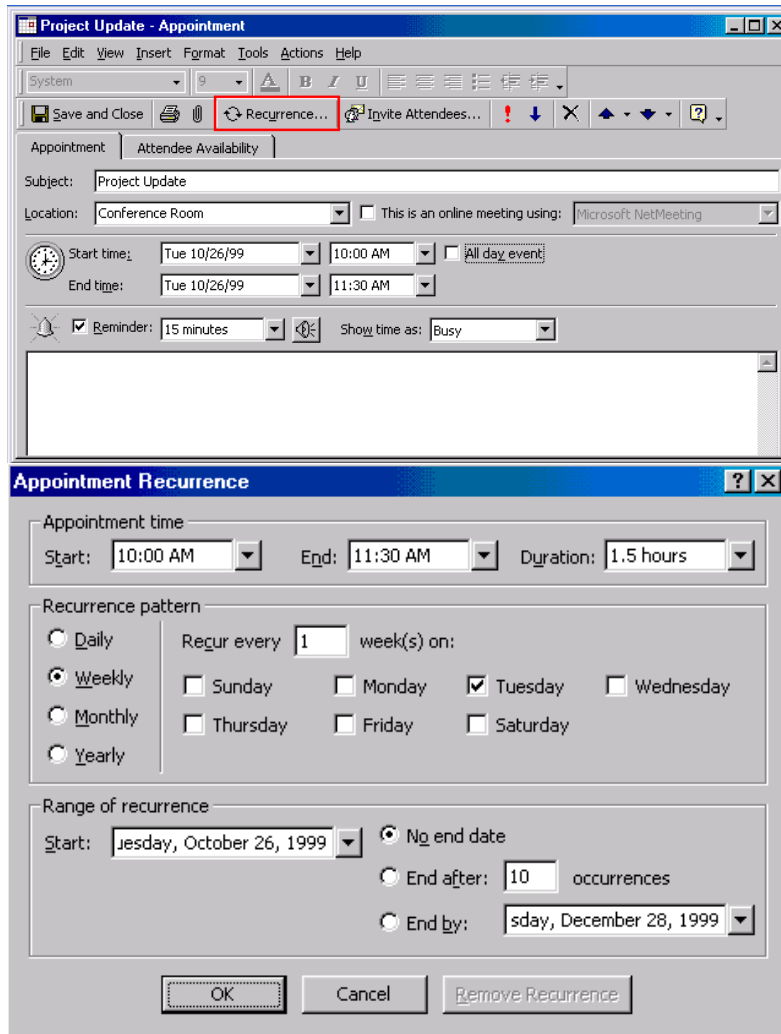 Project Update - Appointment
File Edit View Insert Format Tools Actions Help
System 9 A B I U
Save and Close Recurrence... Invite Attendees...
Appointment Attendee Availability
Subject: Project Update
Location: Conference Room This is an online meeting using: Microsoft NetMeeting
Start time: Tue 10/26/99 10:00 AM All day event
End time: Tue 10/26/99 11:30 AM
Reminder: 15 minutes Show time as: Busy
Appointment Recurrence
Appointment time
Start: 10:00 AM End: 11:30 AM Duration: 1.5 hours
Recurrence pattern
Daily Recur every 1 week(s) on:
Weekly Sunday Monday Tuesday Wednesday
Monthly Thursday Friday Saturday
Yearly
Range of recurrence
Start: uesday, October 26, 1999 No end date
End after: 10 occurrences
End by: sday, December 28, 1999
OK Cancel Remove Recurrence